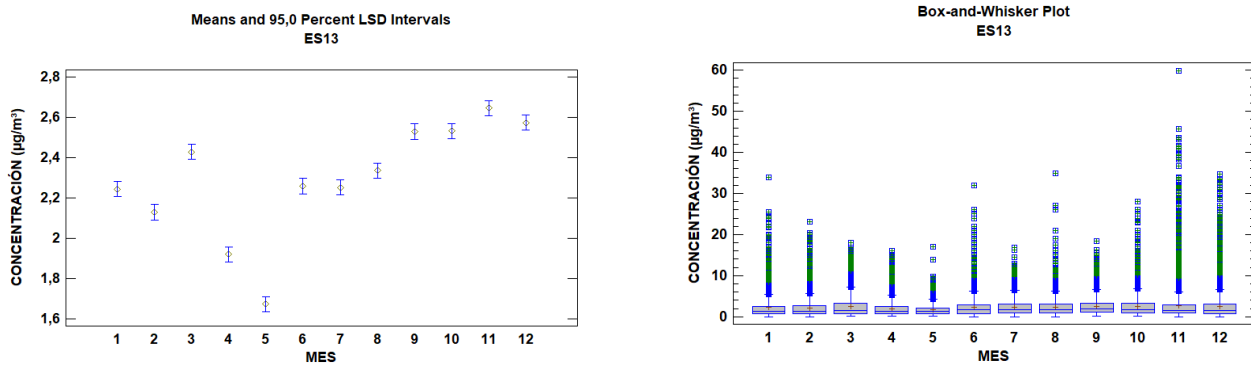 Means and 95,0 Percent LSD Intervals
ES13
CONCENTRACIÓN (µg/m³)
2,8
2,6
2,4
2,2
2
1,8
1,6
1 2 3 4 5 6 7 8 9 10 11 12
MES
Box-and-Whisker Plot
ES13
CONCENTRACIÓN (µg/m³)
60
50
40
30
20
10
0
1 2 3 4 5 6 7 8 9 10 11 12
MES